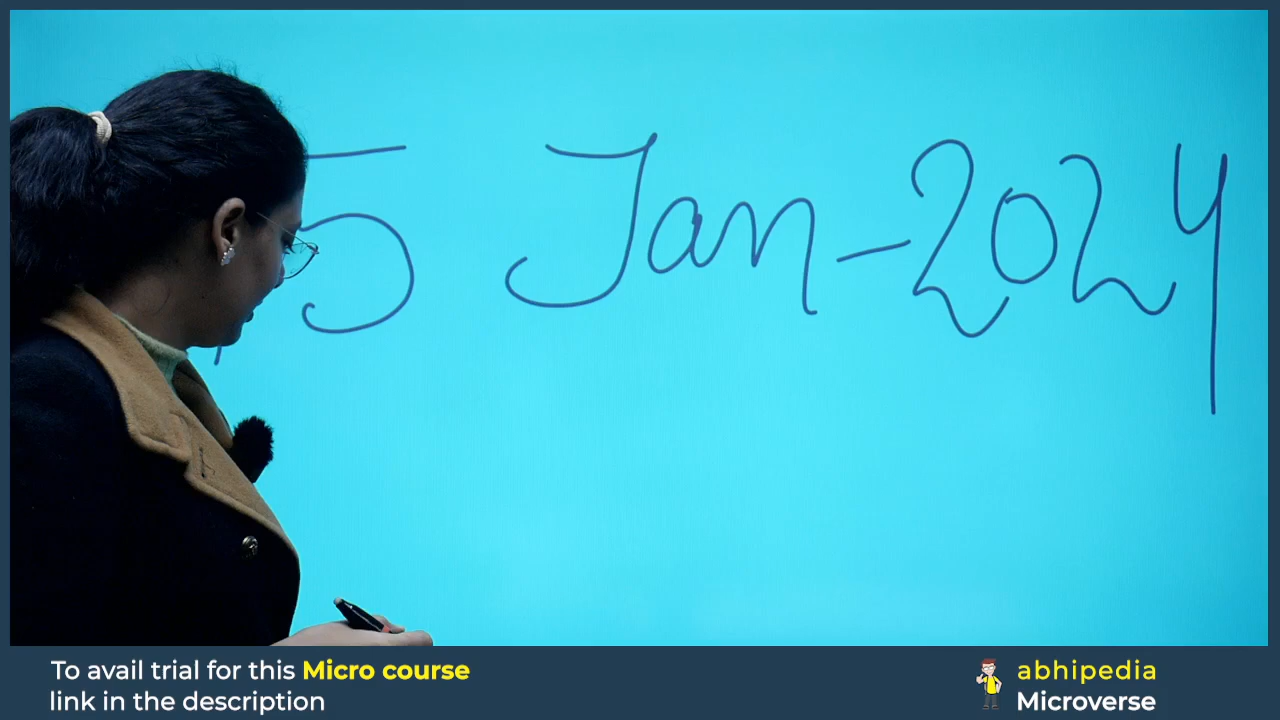 5 Jan-2024
To avail trial for this Micro course
link in the description
abhipedia
Microverse